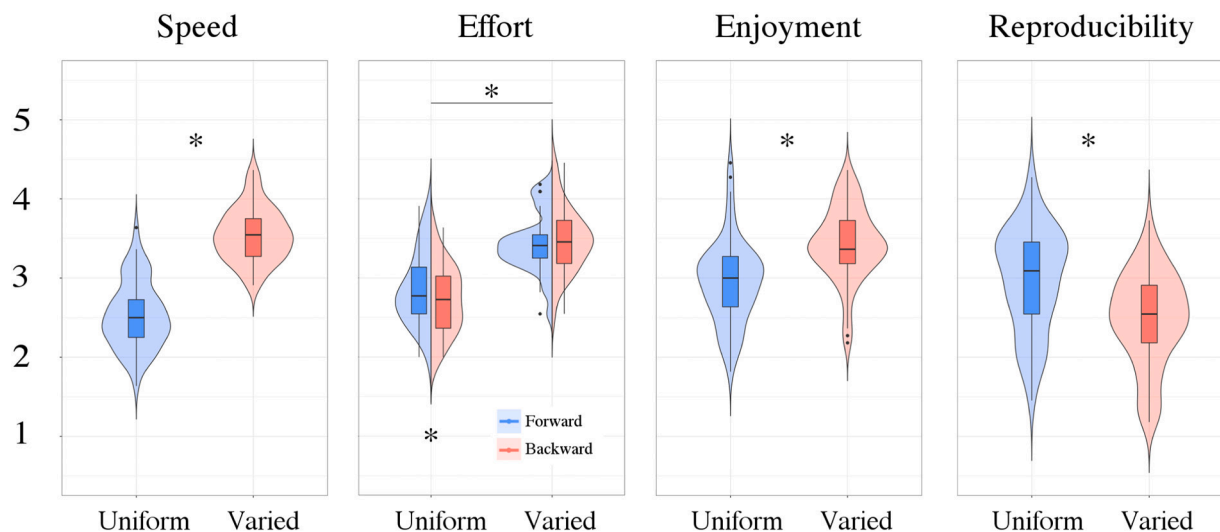 Speed Effort Enjoyment Reproducibility
5
*
* * *
4
3
2
1
*
Forward
Backward
Uniform Varied Uniform Varied Uniform Varied Uniform Varied